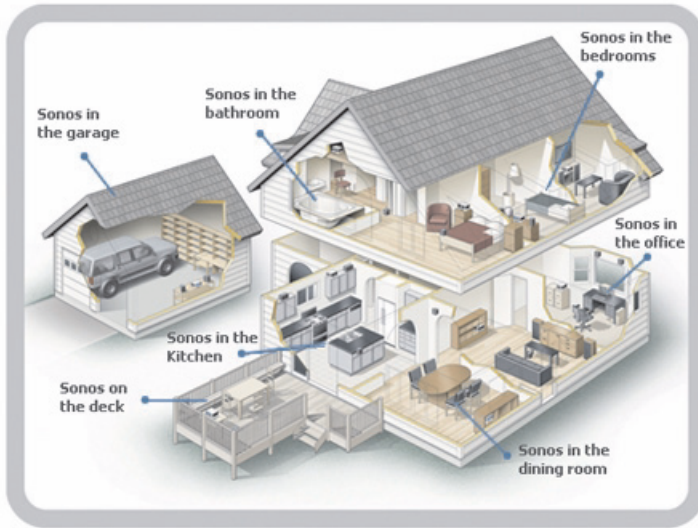 Sonos in the
bedrooms
Sonos in the
bathroom
Sonos in
the garage
Sonos in
the office
Sonos in the
Kitchen
Sonos on
the deck
Sonos in the
dining room